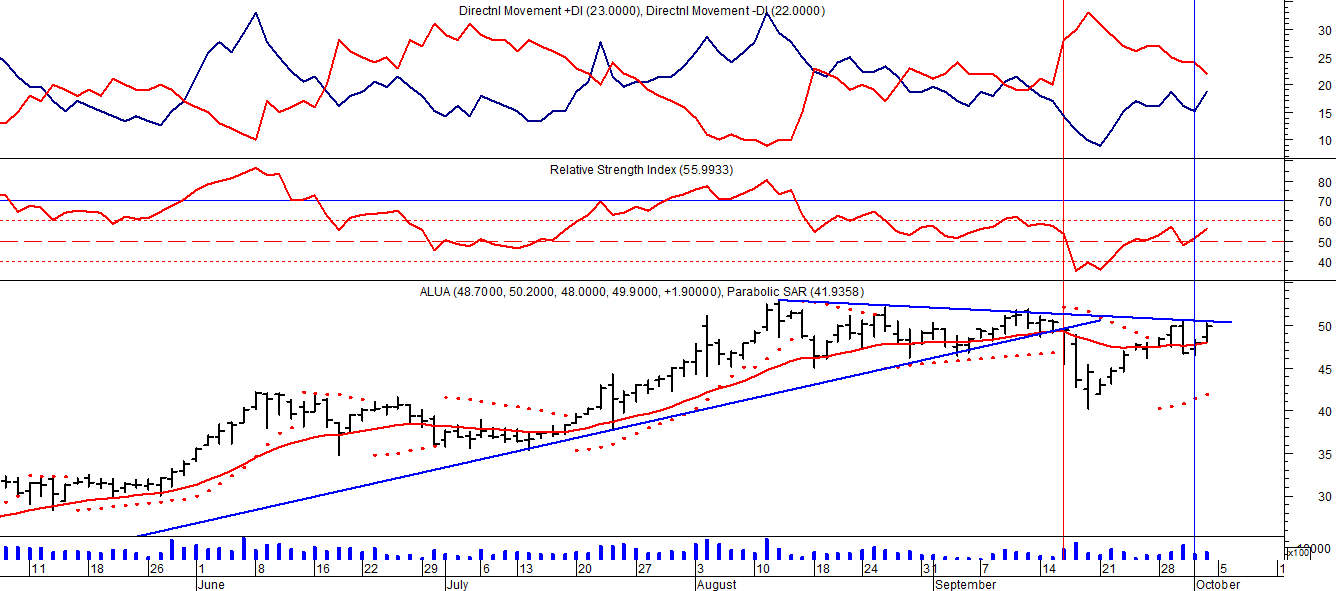 Directnl Movement +DI (23.0000), Directnl Movement -DI (22.0000)
30
25
20
15
10
Relative Strength Index (55.9933)
80
70
60
50
40
ALUA (48.7000, 50.2000, 48.0000, 49.9000, +1.90000), Parabolic SAR (41.9358)
50
45
40
35
30
x100
11 18 26 1 8 16 22 29 6 13 20 27 3 10 18 24 31 7 14 21 28 5 1
June July August September October